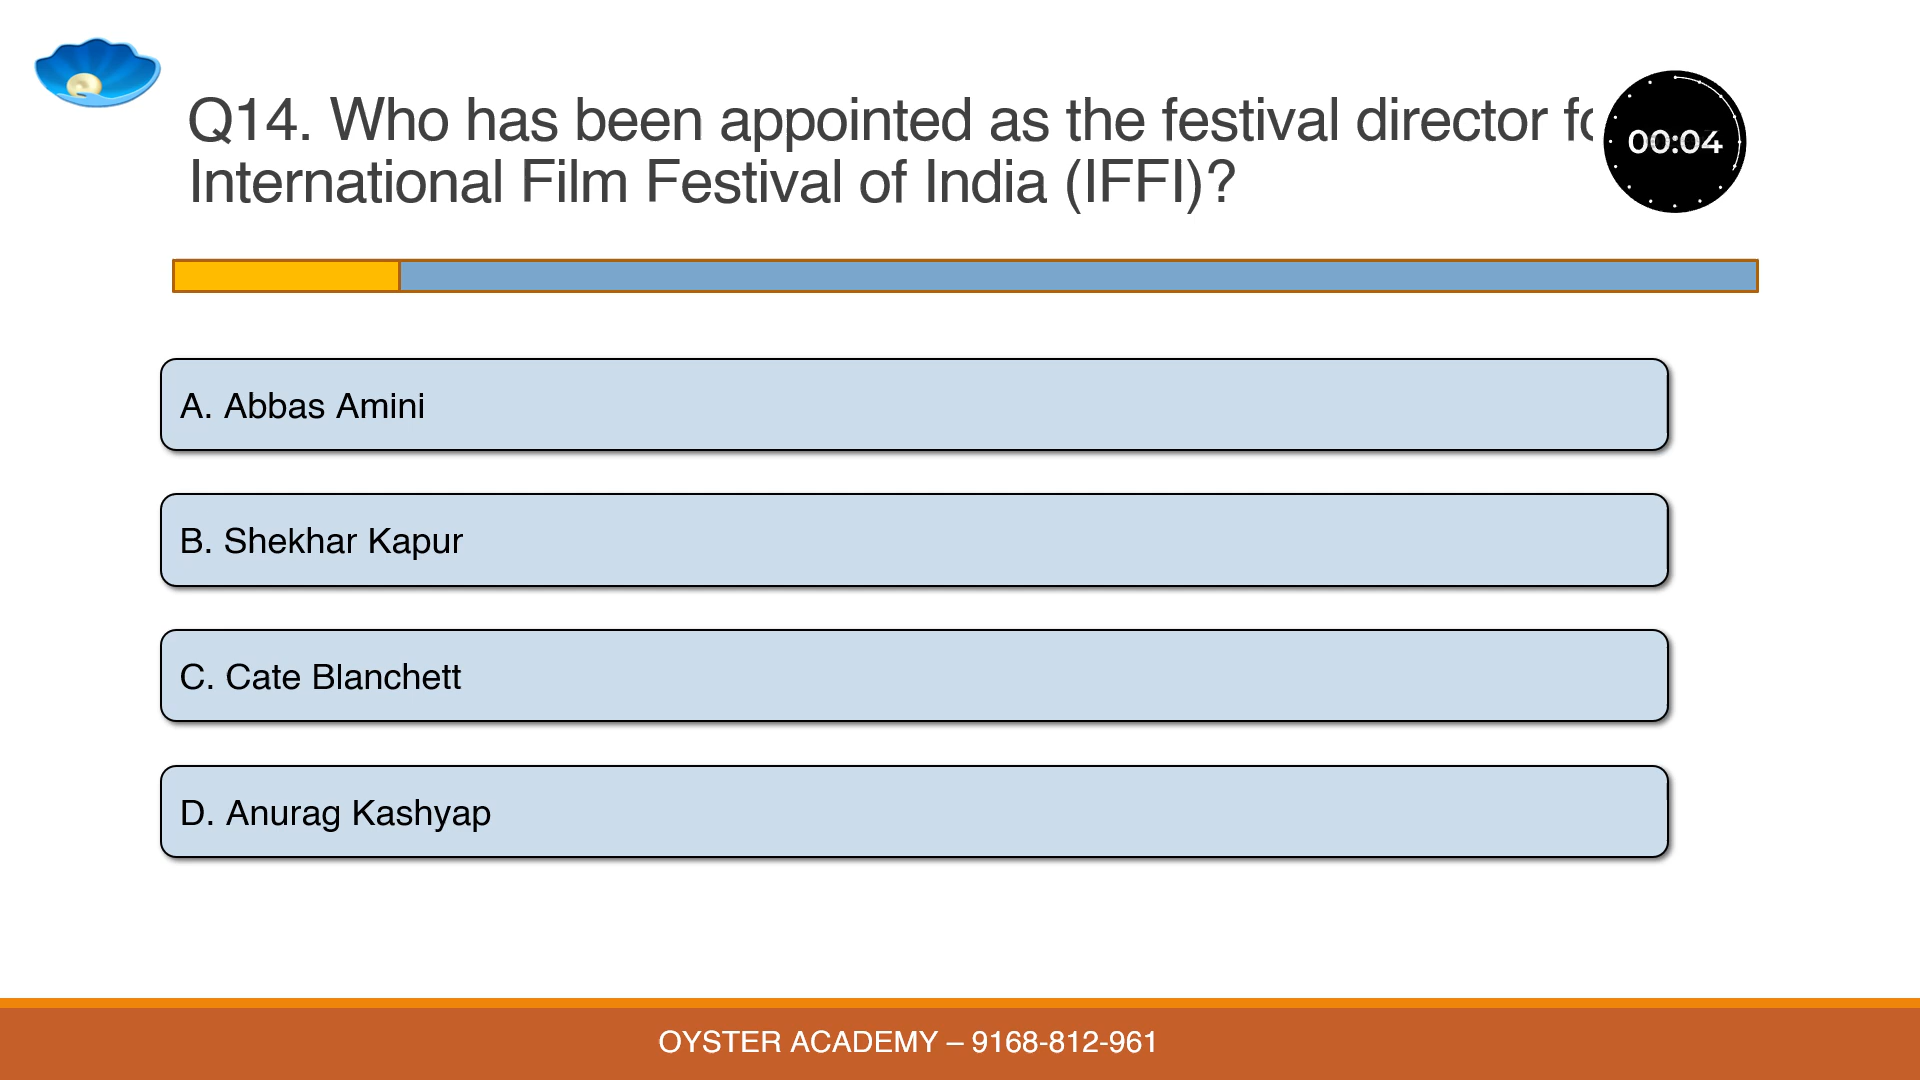 Q14. Who has been appointed as the festival director
International Film Festival of India (IFFI)?
00:04
A. Abbas Amini
B. Shekhar Kapur
C. Cate Blanchett
D. Anurag Kashyap
OYSTER ACADEMY – 9168-812-961